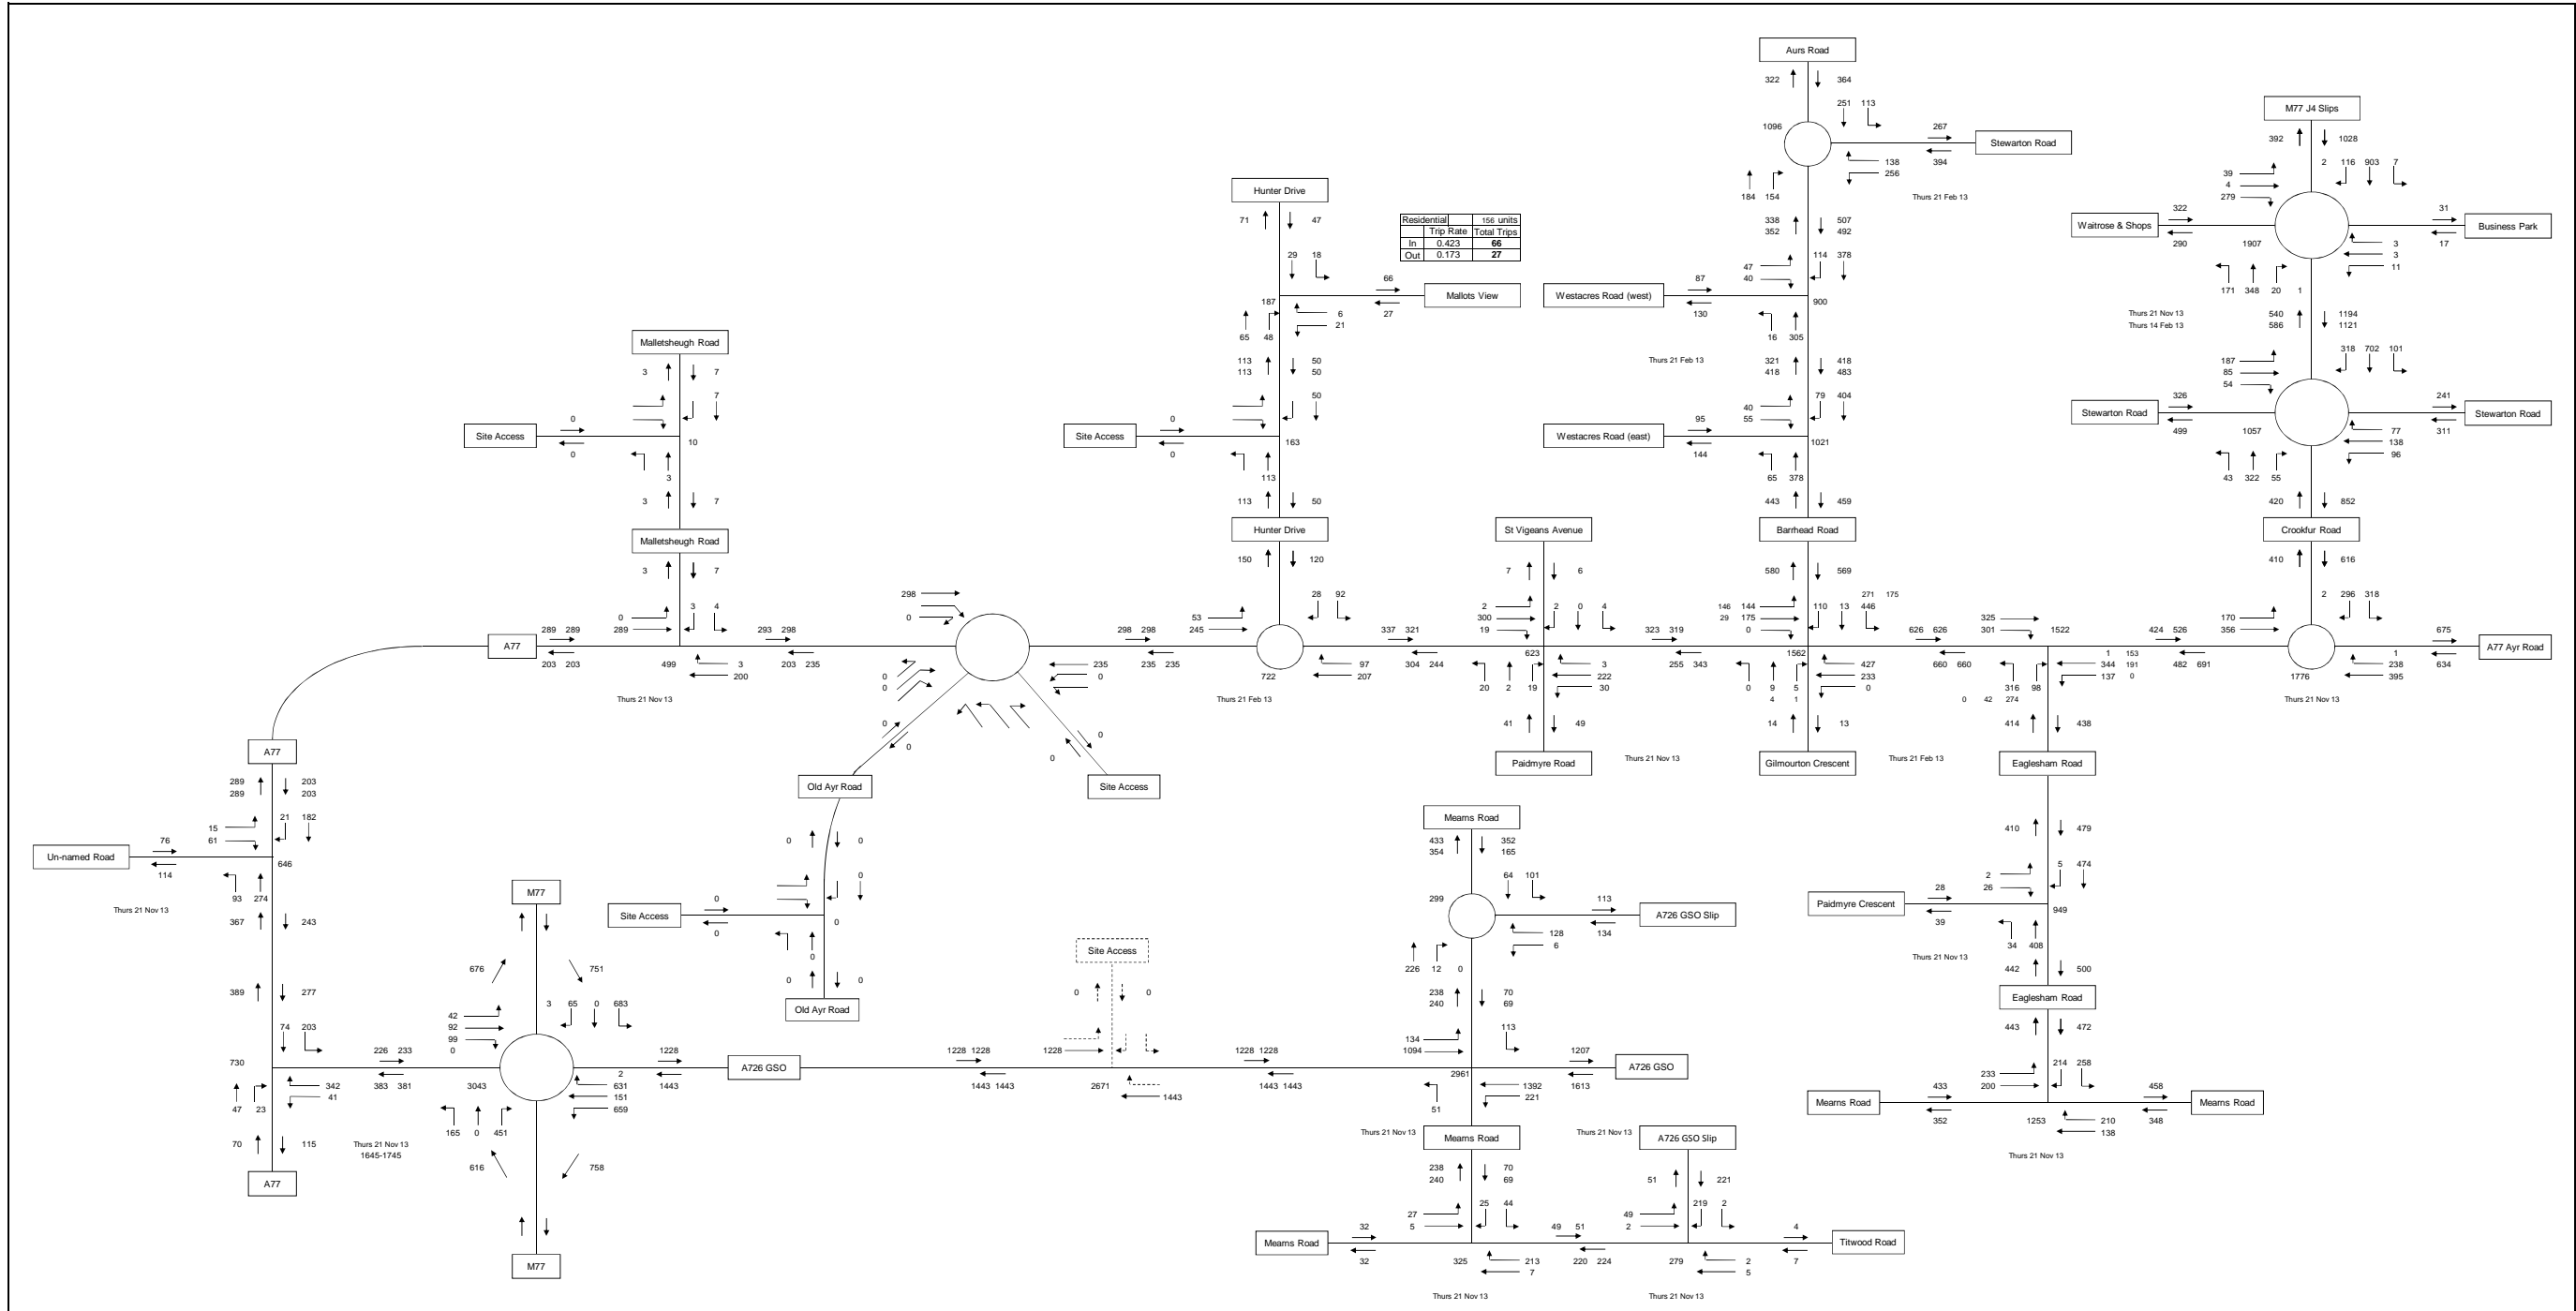 Aurs Road
322 364
251 113
1096
267
Stewarton Road
138 394
256
184 154
Thurs 21 Feb 13
M77 J4 Slips
392 1028
2 116 903 7
39
4
279
322
31
Waitrose & Shops
Business Park
290 1907
3 17
3
11
171 348 20 1
Hunter Drive
71 47
Residential 156 units
Trip Rate Total Trips
In 0.423 66
Out 0.173 27
29 18
66
Mallots View
187
6 27
21
65 48
338 507
352 492
47 114 378
40
87
Westacres Road (west)
130 900
16 305
Thurs 21 Nov 13 540 1194
Thurs 14 Feb 13 586 1121
Malletsheugh Road
3 7
7
0
Site Access
0 10
3
3 7
113 50
113 50
50
0
Site Access
0 163
113
113 50
Thurs 21 Feb 13 321 418
418 483
40 79 404
55
95
Westacres Road (east)
144 1021
65 378
443 459
187 318 702 101
85
54
326 241
Stewarton Road
Stewarton Road
499 1057 77 311
138
96
43 322 55
420 852
Malletsheugh Road
3 7
0 3 4
289
Hunter Drive
150 120
28 92
53
245
St Vigeans Avenue
7 6
2 2 0 4
300
19
Barrhead Road
580 569
271 175
146 144 110 13 446
29 175
0
Crookfur Road
410 616
170 2 296 318
356
298
0
A77
289 289
203 203
293 298
499 3 203 235
200
Thurs 21 Nov 13
298 298
235 235 235
0
0
0
722 97
207
Thurs 21 Feb 13
337 321
304 244
623 3
222
30
20 2 19
323 319
255 343
1562 427
233
0
0 9 5
4 1
626 626
660 660
325
301 1522
1 153
344 191
137 0
316 98
0 42 274
424 526
482 691
1776 1
238
395
675
634
A77 Ayr Road
Thurs 21 Nov 13
41 49
Paidmyre Road
Thurs 21 Nov 13
14 13
Gilmourton Crescent
Thurs 21 Feb 13
414 438
Eaglesham Road
0
0
0
0
Old Ayr Road
Site Access
A77
289 203
289 203
15 21 182
61
76
Un-named Road
114 646
93 274
Thurs 21 Nov 13
367 243
389 277
74 203
730
226 233
383 381
342
41
47 23
70 115
Thurs 21 Nov 13
1645-1745
A77
M77
676 751
42 3 65 0 683
92
99
0
3043 2
631
151
659
165 0 451
616 758
M77
0 0
0
0
Site Access
0 0
0
0 0
Old Ayr Road
1228
1443
A726 GSO
1228 1228
1443 1443
Site Access
0 0
1228
2671
1443
1228 1228
1443 1443
Mearns Road
433 352
354 165
64 101
299
113
A726 GSO Slip
128 134
6
226 12 0
238 70
240 69
134 113
1094
2961
1207
A726 GSO
1392 1613
221
51
Thurs 21 Nov 13
Mearns Road
238 70
240 69
27 25 44
5
32
Mearns Road
32 325
213
7
Thurs 21 Nov 13
49 51
220 224
Thurs 21 Nov 13
A726 GSO Slip
51 221
49 219 2
2
4
Titwood Road
279 2 7
5
Thurs 21 Nov 13
410 479
2 5 474
26
28
Paidmyre Crescent
39 949
34 408
Thurs 21 Nov 13
442 500
Eaglesham Road
443 472
233 214 258
200
433 458
Mearns Road
Mearns Road
352 1253 210 348
138
Thurs 21 Nov 13